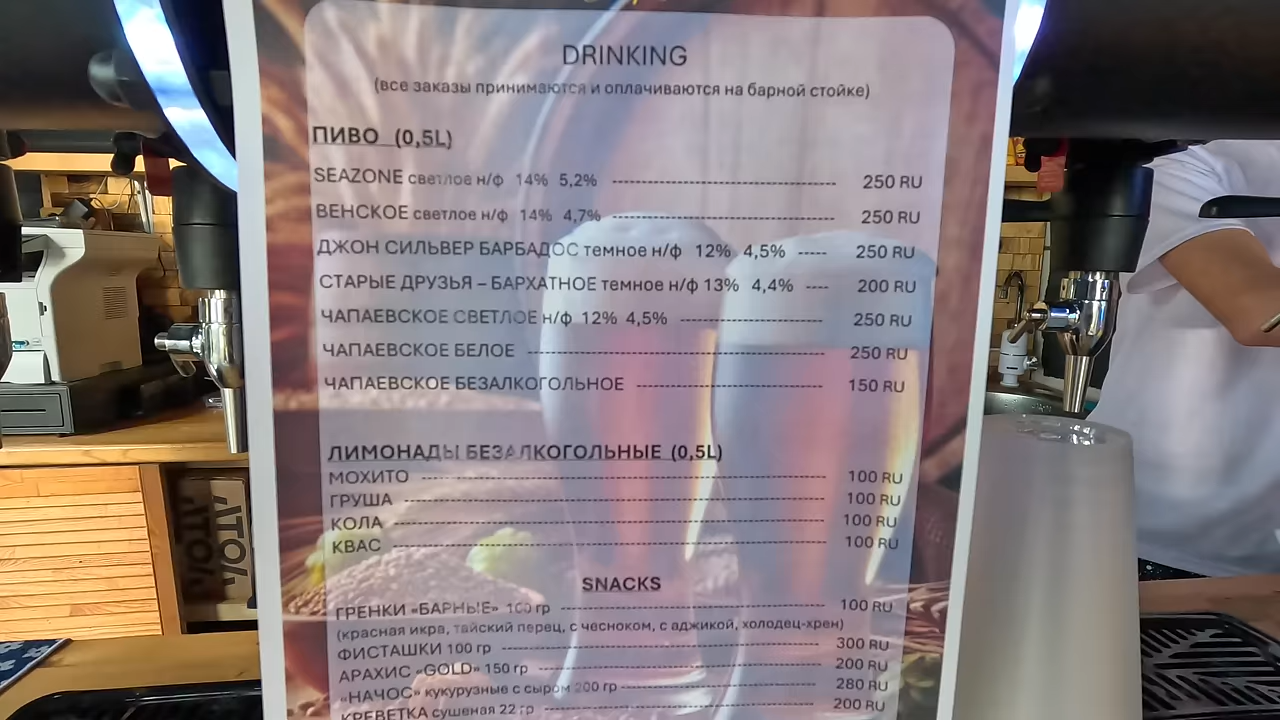 DRINKING
(все заказы принимаются и оплачиваются на барной стойке)
ПИВО (0,5L)
SEAZONE светлое н/ф 14% 5,2% ---------- 250 RU
ВЕНСКОЕ светлое н/ф 14% 4,7% ---------- 250 RU
ДЖОН СИЛЬВЕР БАРБАДОС темное н/ф 12% 4,5% ----- 250 RU
СТАРЫЕ ДРУЗЬЯ – БАРХАТНОЕ темное н/ф 13% 4,4% ---- 200 RU
ЧАПАЕВСКОЕ СВЕТЛОЕ н/ф 12% 4,5% ---------- 250 RU
ЧАПАЕВСКОЕ БЕЛОЕ ---------- 250 RU
ЧАПАЕВСКОЕ БЕЗАЛКОГОЛЬНОЕ ---------- 150 RU
ЛИМОНАДЫ БЕЗАЛКОГОЛЬНЫЕ (0,5L)
МОХИТО ---------- 100 RU
ГРУША ---------- 100 RU
КОЛА ---------- 100 RU
КВАС ---------- 100 RU
SNACKS
ГРЕНКИ «БАРНЫЕ» 100 гр ---------- 100 RU
(красная икра, тайский перец, с чесноком, с аджикой, холодец-хрен)
ФИСТАШКИ 100 гр ---------- 300 RU
АРАХИС «GOLD» 150 гр ---------- 200 RU
«НАЧОС» кукурузные с сыром 200 гр ---------- 280 RU
КРЕВЕТКА сушеная 22 гр ---------- 200 RU